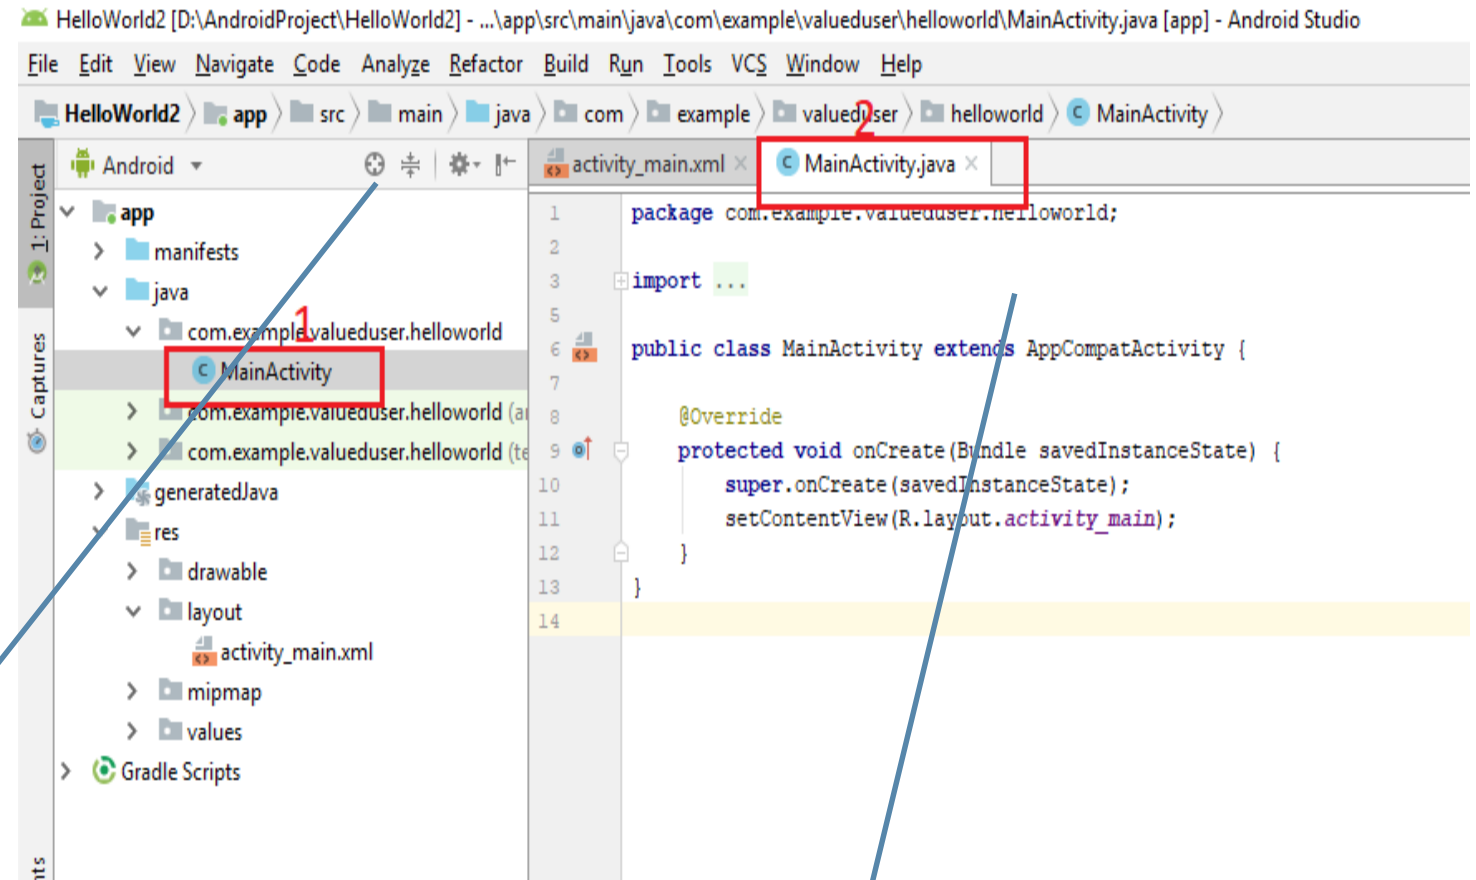 HelloWorld2 [D:\AndroidProject\HelloWorld2] - ...\app\src\main\java\com\example\valueduser\helloworld\MainActivity.java [app] - Android Studio
File Edit View Navigate Code Analyze Refactor Build Run Tools VCS Window Help
HelloWorld2 app src main java com example valueduser helloworld MainActivity
2
1: Project
Captures
Android
app
manifests
java
1
com.example.valueduser.helloworld
MainActivity
com.example.valueduser.helloworld
com.example.valueduser.helloworld (te
generatedJava
res
drawable
layout
activity_main.xml
mipmap
values
Gradle Scripts
activity_main.xml MainActivity.java
1 package com.example.valueduser.helloworld;
2
3 import ...
5
6 public class MainActivity extends AppCompatActivity {
7
8 @Override
9 protected void onCreate(Bundle savedInstanceState) {
10 super.onCreate(savedInstanceState);
11 setContentView(R.layout.activity_main);
12 }
13 }
14